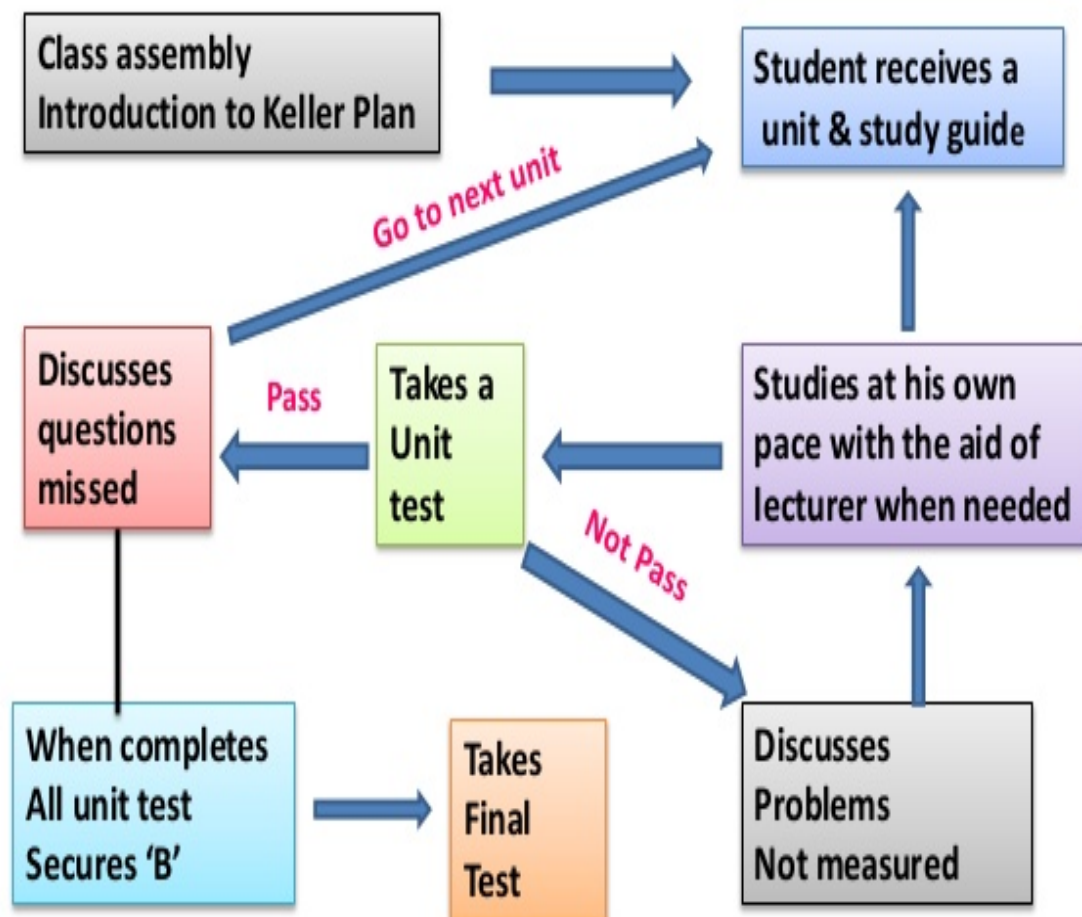 Class assembly
Introduction to Keller Plan
Student receives a
unit & study guide
Go to next unit
Discusses
questions
missed
Pass
Takes a
Unit
test
Studies at his own
pace with the aid of
lecturer when needed
Not Pass
When completes
All unit test
Secures ‘B’
Takes
Final
Test
Discusses
Problems
Not measured